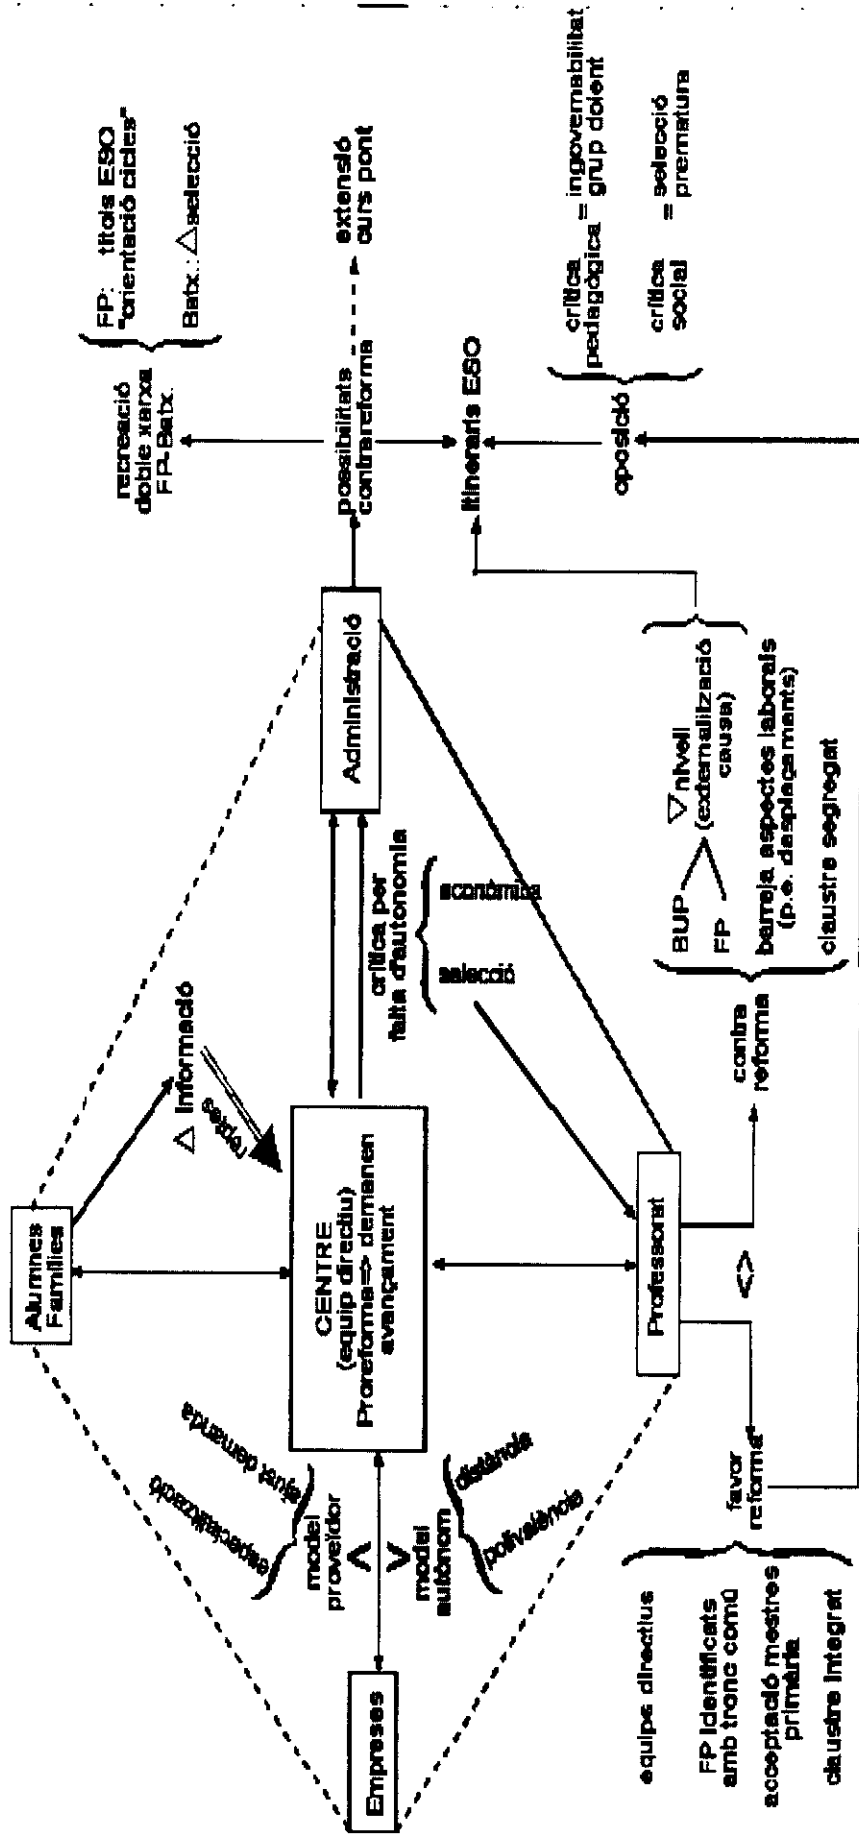 Alumnes
Famílies
△ Informació
reptes
especialització
ajust demanda
model
proveïdor
<
>
model
autònom
polivalència
distància
Empreses
CENTRE
(equip directiu)
Proreforma=> demanen
avançament
crítica per
falta d'autonomia
selecció
econòmica
Administració
possibilitats
contrareforma
extensió
curs pont
recreació
doble xarxa
FP-Batx.
FP: títols ESO
"orientació cicles"
Batx.: △selecció
Itineraris ESO
oposició
crítica
pedagògica = ingovernabilitat
grup dolent
crítica
social = selecció
prematura
Professorat
<>
favor
reforma"
equips directius
FP identificats
amb tronc comú
acceptació mestres
primària
claustre integrat
contra
reforma
BUP
FP
▽nivell
(externalització
causa)
barreja aspectes laborals
(p.e. desplaçaments)
claustre segregat